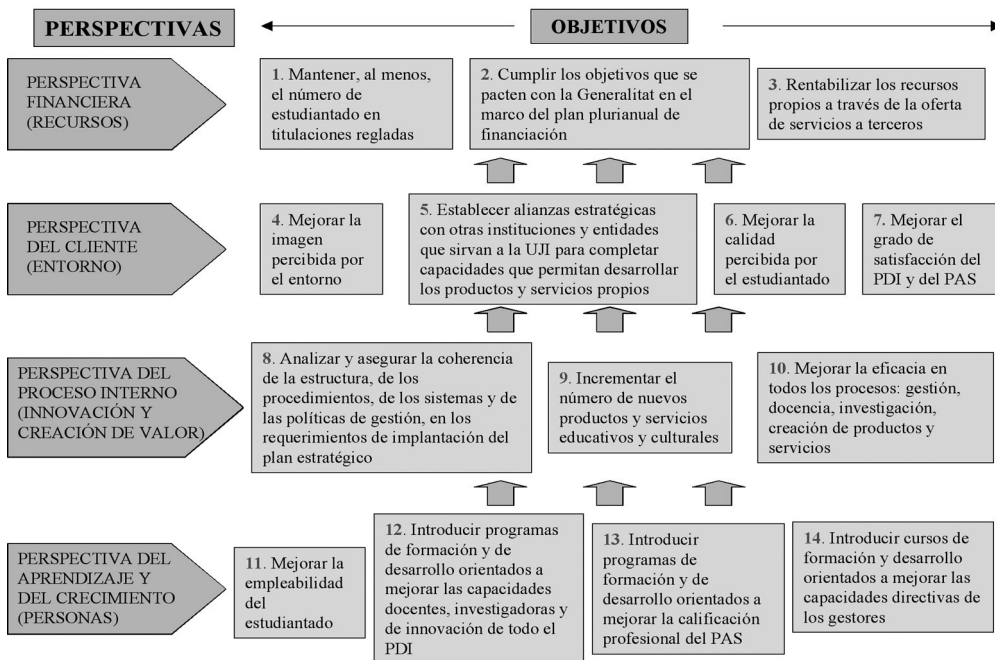 PERSPECTIVAS
OBJETIVOS
PERSPECTIVA
FINANCIERA
(RECURSOS)
1. Mantener, al menos,
el número de
estudiantado en
titulaciones regladas
2. Cumplir los objetivos que se
pacten con la Generalitat en el
marco del plan plurianual de
financiación
3. Rentabilizar los recursos
propios a través de la oferta
de servicios a terceros
PERSPECTIVA
DEL CLIENTE
(ENTORNO)
4. Mejorar la
imagen
percibida por el
entorno
5. Establecer alianzas estratégicas
con otras instituciones y entidades
que sirvan a la UJI para completar
capacidades que permitan desarrollar
los productos y servicios propios
6. Mejorar la
calidad
percibida por
el estudiantado
7. Mejorar el
grado de
satisfacción del
PDI y del PAS
PERSPECTIVA DEL
PROCESO INTERNO
(INNOVACIÓN Y
CREACIÓN DE VALOR)
8. Analizar y asegurar la coherencia
de la estructura, de los
procedimientos, de los sistemas y de
las políticas de gestión, en los
requerimientos de implantación del
plan estratégico
9. Incrementar el
número de nuevos
productos y servicios
educativos y culturales
10. Mejorar la eficacia en
todos los procesos: gestión,
docencia, investigación,
creación de productos y
servicios
PERSPECTIVA DEL
APRENDIZAJE Y
DEL CRECIMIENTO
(PERSONAS)
11. Mejorar la
empleabilidad
del
estudiantado
12. Introducir programas
de formación y de
desarrollo orientados a
mejorar las capacidades
docentes, investigadoras y
de innovación de todo el
PDI
13. Introducir
programas de
formación y de
desarrollo orientados a
mejorar la calificación
profesional del PAS
14. Introducir cursos de
formación y desarrollo
orientados a mejorar las
capacidades directivas de
los gestores